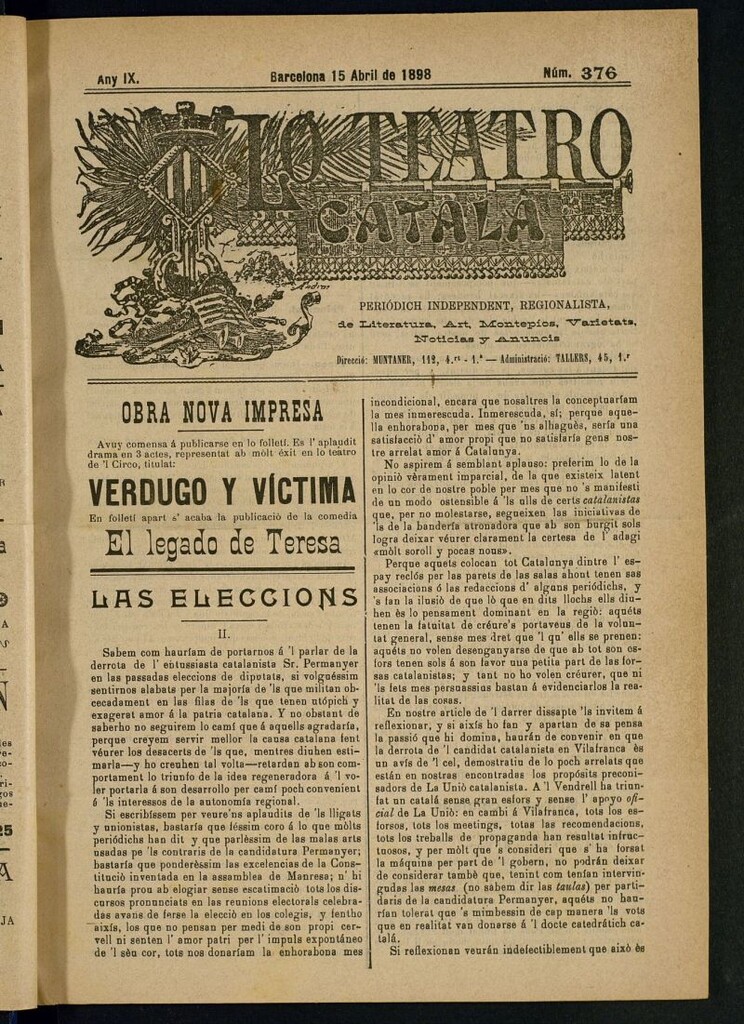 Any IX.
Barcelona 15 Abril de 1898
Núm. 376
LO TEATRO
CATALÁ
PERIÓDICH INDEPENDENT, REGIONALISTA,
de Literatura, Art, Montepios, Varietats,
Noticias y Anuncis
Direcció: MUNTANER, 112, 4.rt - 1.ª — Administració: TALLERS, 45, 1.r
OBRA NOVA IMPRESA
Avuy comensa á publicarse en lo folletí. Es l' aplaudit
drama en 3 actes, representat ab mòlt éxit en lo teatro
de 'l Circo, titulat:
VERDUGO Y VÍCTIMA
En folletí apart s' acaba la publicació de la comedia
El legado de Teresa
LAS ELECCIONS
II.
Sabem com hauríam de portarnos á 'l parlar de la
derrota de l' entussiasta catalanista Sr. Permanyer
en las passadas eleccions de diputats, si volguéssim
sentirnos alabats per la majoría de 'ls que militan ob-
cecadament en las filas de 'ls que tenen utópich y
exagerat amor á la patria catalana. Y no obstant de
saberho no seguirem lo camí que á aquells agradaría,
perque creyem servir mellor la causa catalana fent
véurer los desacerts de 'ls que, mentres diuhen esti-
marla—y ho creuhen tal volta—retardan ab son com-
portament lo triunfo de la idea regeneradora á 'l vo-
ler portarla á son desarrollo per camí poch convenient
á 'ls interessos de la autonomía regional.
Si escribíssem per veure'ns aplaudits de 'ls lligats
y unionistas, bastaría que féssim coro á lo que mòlts
periódichs han dit y que parléssim de las malas arts
usadas pe 'ls contraris de la candidatura Permanyer;
bastaría que ponderéssim las excelencias de la Cons-
titució inventada en la assamblea de Manresa; n' hi
hauría prou ab elogiar sense escatimació tots los dis-
cursos pronunciats en las reunions electorals celebra-
das avans de ferse la elecció en los colegis, y fentho
aixís, los que no pensan per medi de son propi cer-
vell ni senten l' amor patri per l' impuls expontáneo
de 'l séu cor, tots nos donaríam la enhorabona mes
incondicional, encara que nosaltres la conceptuaríam
la mes inmerescuda. Inmerescuda, sí; perque aque-
lla enhorabona, per mes que 'ns alhagués, sería una
satisfacció d' amor propi que no satisfaría gens nos-
tre arrelat amor á Catalunya.
No aspirem á semblant aplauso: preferim lo de la
opinió vèrament imparcial, de la que existeix latent
en lo cor de nostre poble per mes que no 's manifesti
de un modo ostensible á 'ls ulls de certs catalanistas
que, per no molestarse, segueixen las iniciativas de
'ls de la bandería atronadora que ab son burgit sols
logra deixar véurer clarament la certesa de l' adagi
«mòlt soroll y pocas nous».
Perque aquets colocan tot Catalunya dintre l' es-
pay reclós per las parets de las salas ahont tenen sas
associacions ó las redaccions d' alguns periódichs, y
's fan la ilusió de que lò que en dits llochs ells diu-
hen és lo pensament dominant en la regió: aquéts
tenen la fatuitat de créure's portaveus de la volun-
tat general, sense mes dret que 'l qu' ells se prenen:
aquéts no volen desenganyarse de que ab tot son es-
fors tenen sols á son favor una petita part de las for-
sas catalanistas; y tant no ho volen créurer, que ni
'ls fets mes persuassius bastan á evidenciarlos la rea-
litat de las cosas.
En nostre article de 'l darrer dissapte 'ls invitem á
reflexionar, y si aixís ho fan y apartan de sa pensa
la passió que hi domina, haurán de convenir en que
la derrota de 'l candidat catalanista en Vilafranca ès
un avís de 'l cel, demostratiu de lo poch arrelats que
están en nostras encontradas los propósits preconi-
sadors de La Unió catalanista. A 'l Vendrell ha triun-
fat un catalá sense gran esfors y sense l' apoyo ofi-
cial de La Unió: en cambi á Vilafranca, tots los es-
forsos, tots los meetings, totas las recomendacions,
tots los treballs de propaganda han resultat infruc-
tuosos, y per mòlt que 's consideri que s' ha forsat
la máquina per part de 'l gobern, no podrán deixar
de considerar també que, tenint com tenían intervin-
gudas las mesas (no sabem dir las taulas) per parti-
daris de la candidatura Permanyer, aquéts no hau-
rían tolerat que 's mimbessin de cap manera 'ls vots
que en realitat van donarse á 'l docte catedrátich ca-
talá.
Si reflexionan veurán indefectiblement que aixó ès